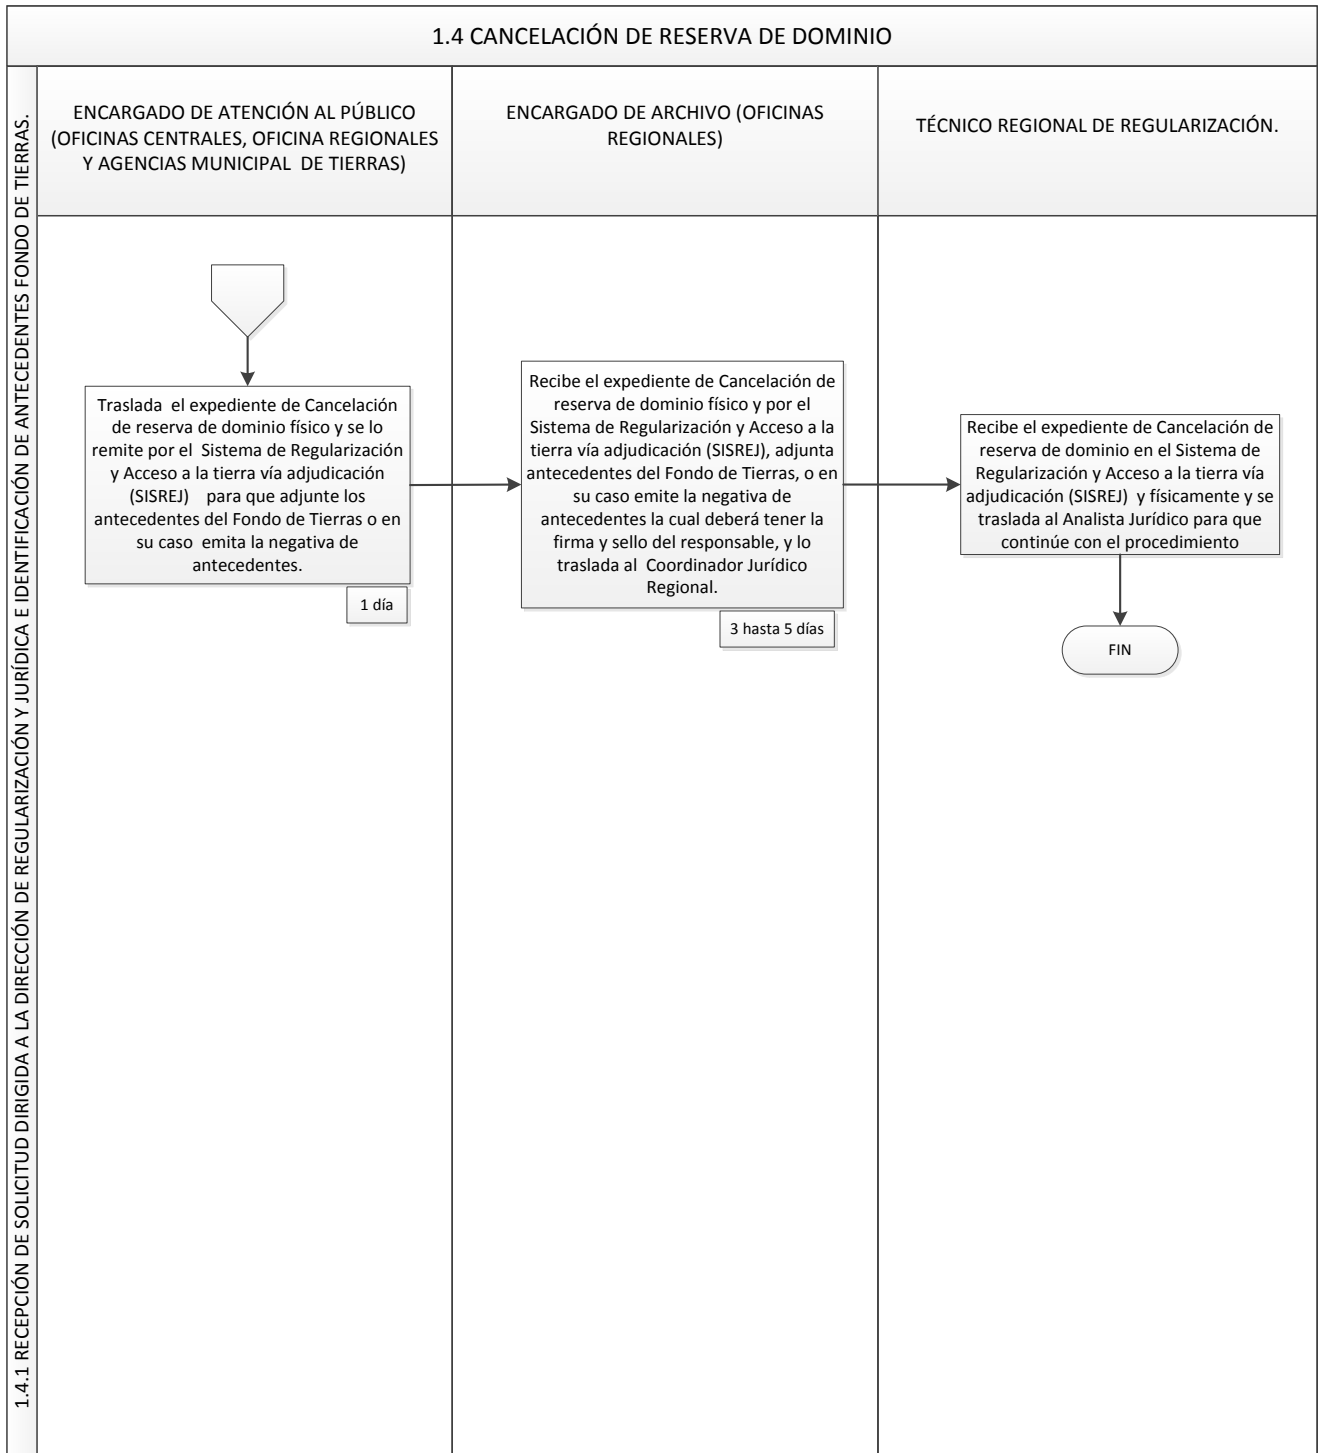 1.4 CANCELACIÓN DE RESERVA DE DOMINIO
1.4.1 RECEPCIÓN DE SOLICITUD DIRIGIDA A LA DIRECCIÓN DE REGULARIZACIÓN Y JURÍDICA E IDENTIFICACIÓN DE ANTECEDENTES FONDO DE TIERRAS.
ENCARGADO DE ATENCIÓN AL PÚBLICO
(OFICINAS CENTRALES, OFICINA REGIONALES
Y AGENCIAS MUNICIPAL DE TIERRAS)
ENCARGADO DE ARCHIVO (OFICINAS
REGIONALES)
TÉCNICO REGIONAL DE REGULARIZACIÓN.
Traslada el expediente de Cancelación
de reserva de dominio físico y se lo
remite por el Sistema de Regularización
y Acceso a la tierra vía adjudicación
(SISREJ) para que adjunte los
antecedentes del Fondo de Tierras o en
su caso emita la negativa de
antecedentes.
1 día
Recibe el expediente de Cancelación de
reserva de dominio físico y por el
Sistema de Regularización y Acceso a la
tierra vía adjudicación (SISREJ), adjunta
antecedentes del Fondo de Tierras, o en
su caso emite la negativa de
antecedentes la cual deberá tener la
firma y sello del responsable, y lo
traslada al Coordinador Jurídico
Regional.
3 hasta 5 días
Recibe el expediente de Cancelación de
reserva de dominio en el Sistema de
Regularización y Acceso a la tierra vía
adjudicación (SISREJ) y físicamente y se
traslada al Analista Jurídico para que
continúe con el procedimiento
FIN